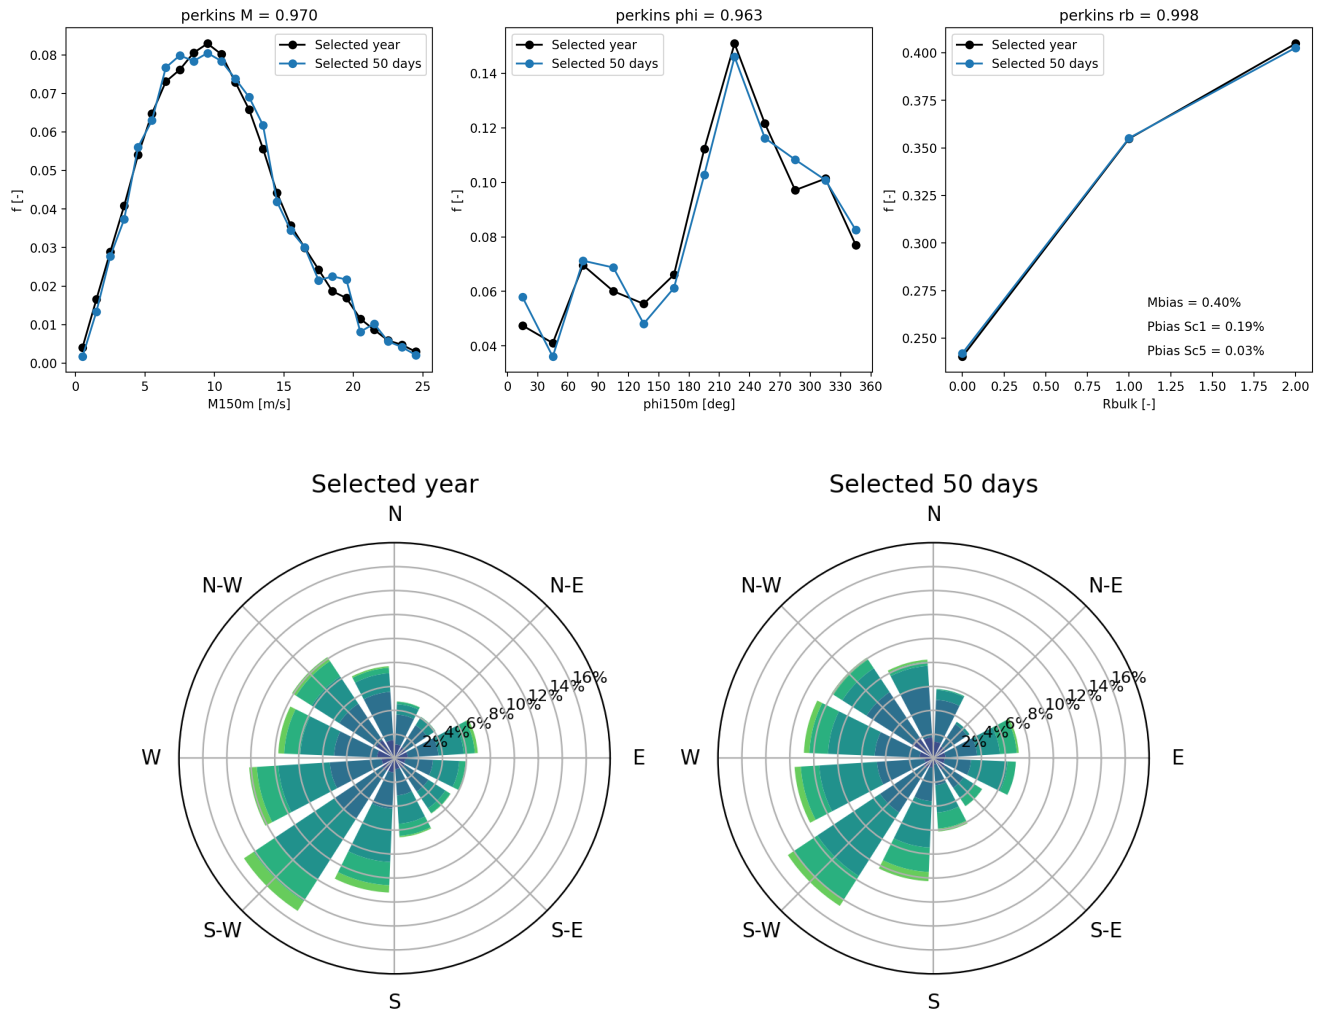 perkins M = 0.970
Selected year
Selected 50 days
f [-]
0.08
0.07
0.06
0.05
0.04
0.03
0.02
0.01
0.00
0 5 10 15 20 25
M150m [m/s]
perkins phi = 0.963
Selected year
Selected 50 days
f [-]
0.14
0.12
0.10
0.08
0.06
0.04
0 30 60 90 120 150 180 210 240 270 300 330 360
phi150m [deg]
perkins rb = 0.998
Selected year
Selected 50 days
f [-]
0.400
0.375
0.350
0.325
0.300
0.275
0.250
Mbias = 0.40%
Pbias Sc1 = 0.19%
Pbias Sc5 = 0.03%
0.00 0.25 0.50 0.75 1.00 1.25 1.50 1.75 2.00
Rbulk [-]
Selected year
N
N-W
N-E
W
E
S-W
S-E
S
2% 4% 6% 8% 10% 12% 14% 16%
Selected 50 days
N
N-W
N-E
W
E
S-W
S-E
S
2% 4% 6% 8% 10% 12% 14% 16%